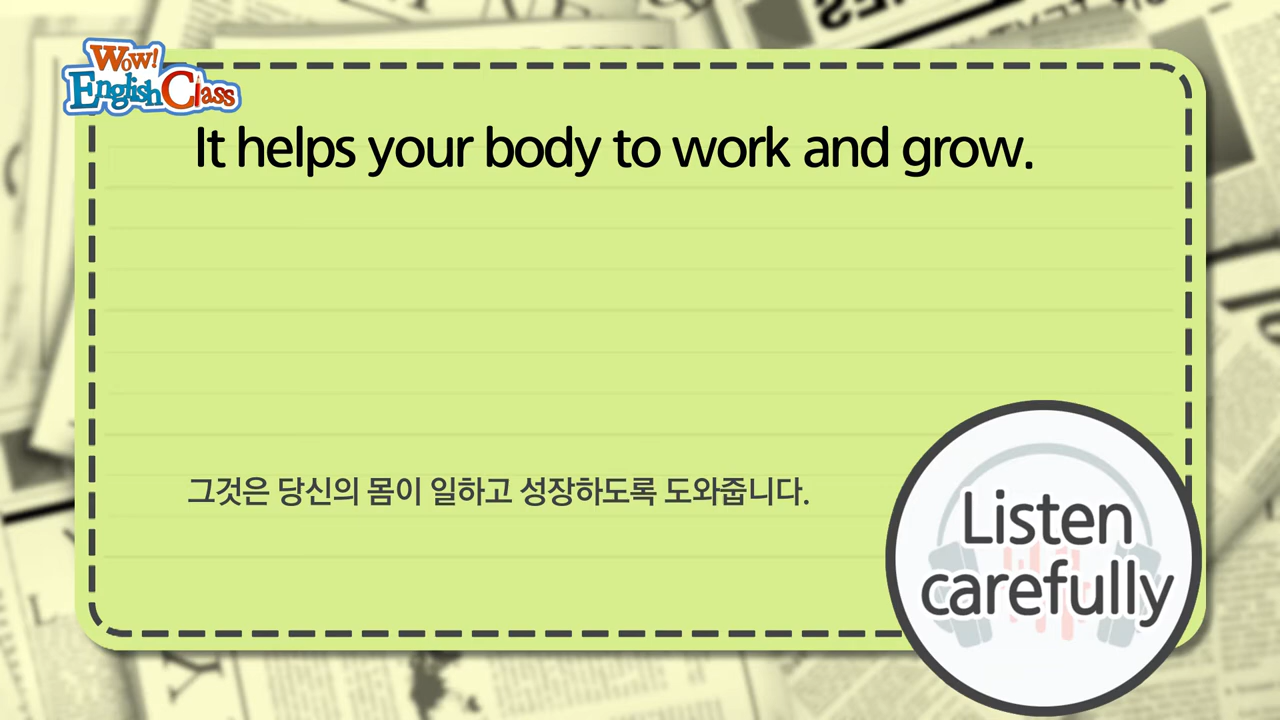 Wow!
English Class
It helps your body to work and grow.
그것은 당신의 몸이 일하고 성장하도록 도와줍니다.
Listen
carefully